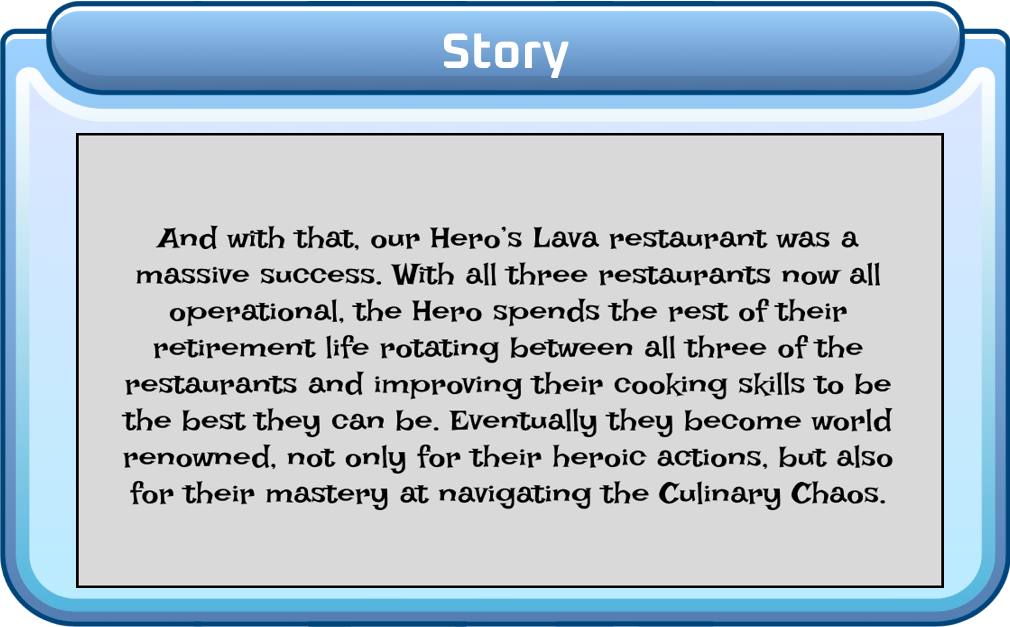 Story
And with that, our Hero's Lava restaurant was a
massive success. With all three restaurants now all
operational, the Hero spends the rest of their
retirement life rotating between all three of the
restaurants and improving their cooking skills to be
the best they can be. Eventually they become world
renowned, not only for their heroic actions, but also
for their mastery at navigating the Culinary Chaos.